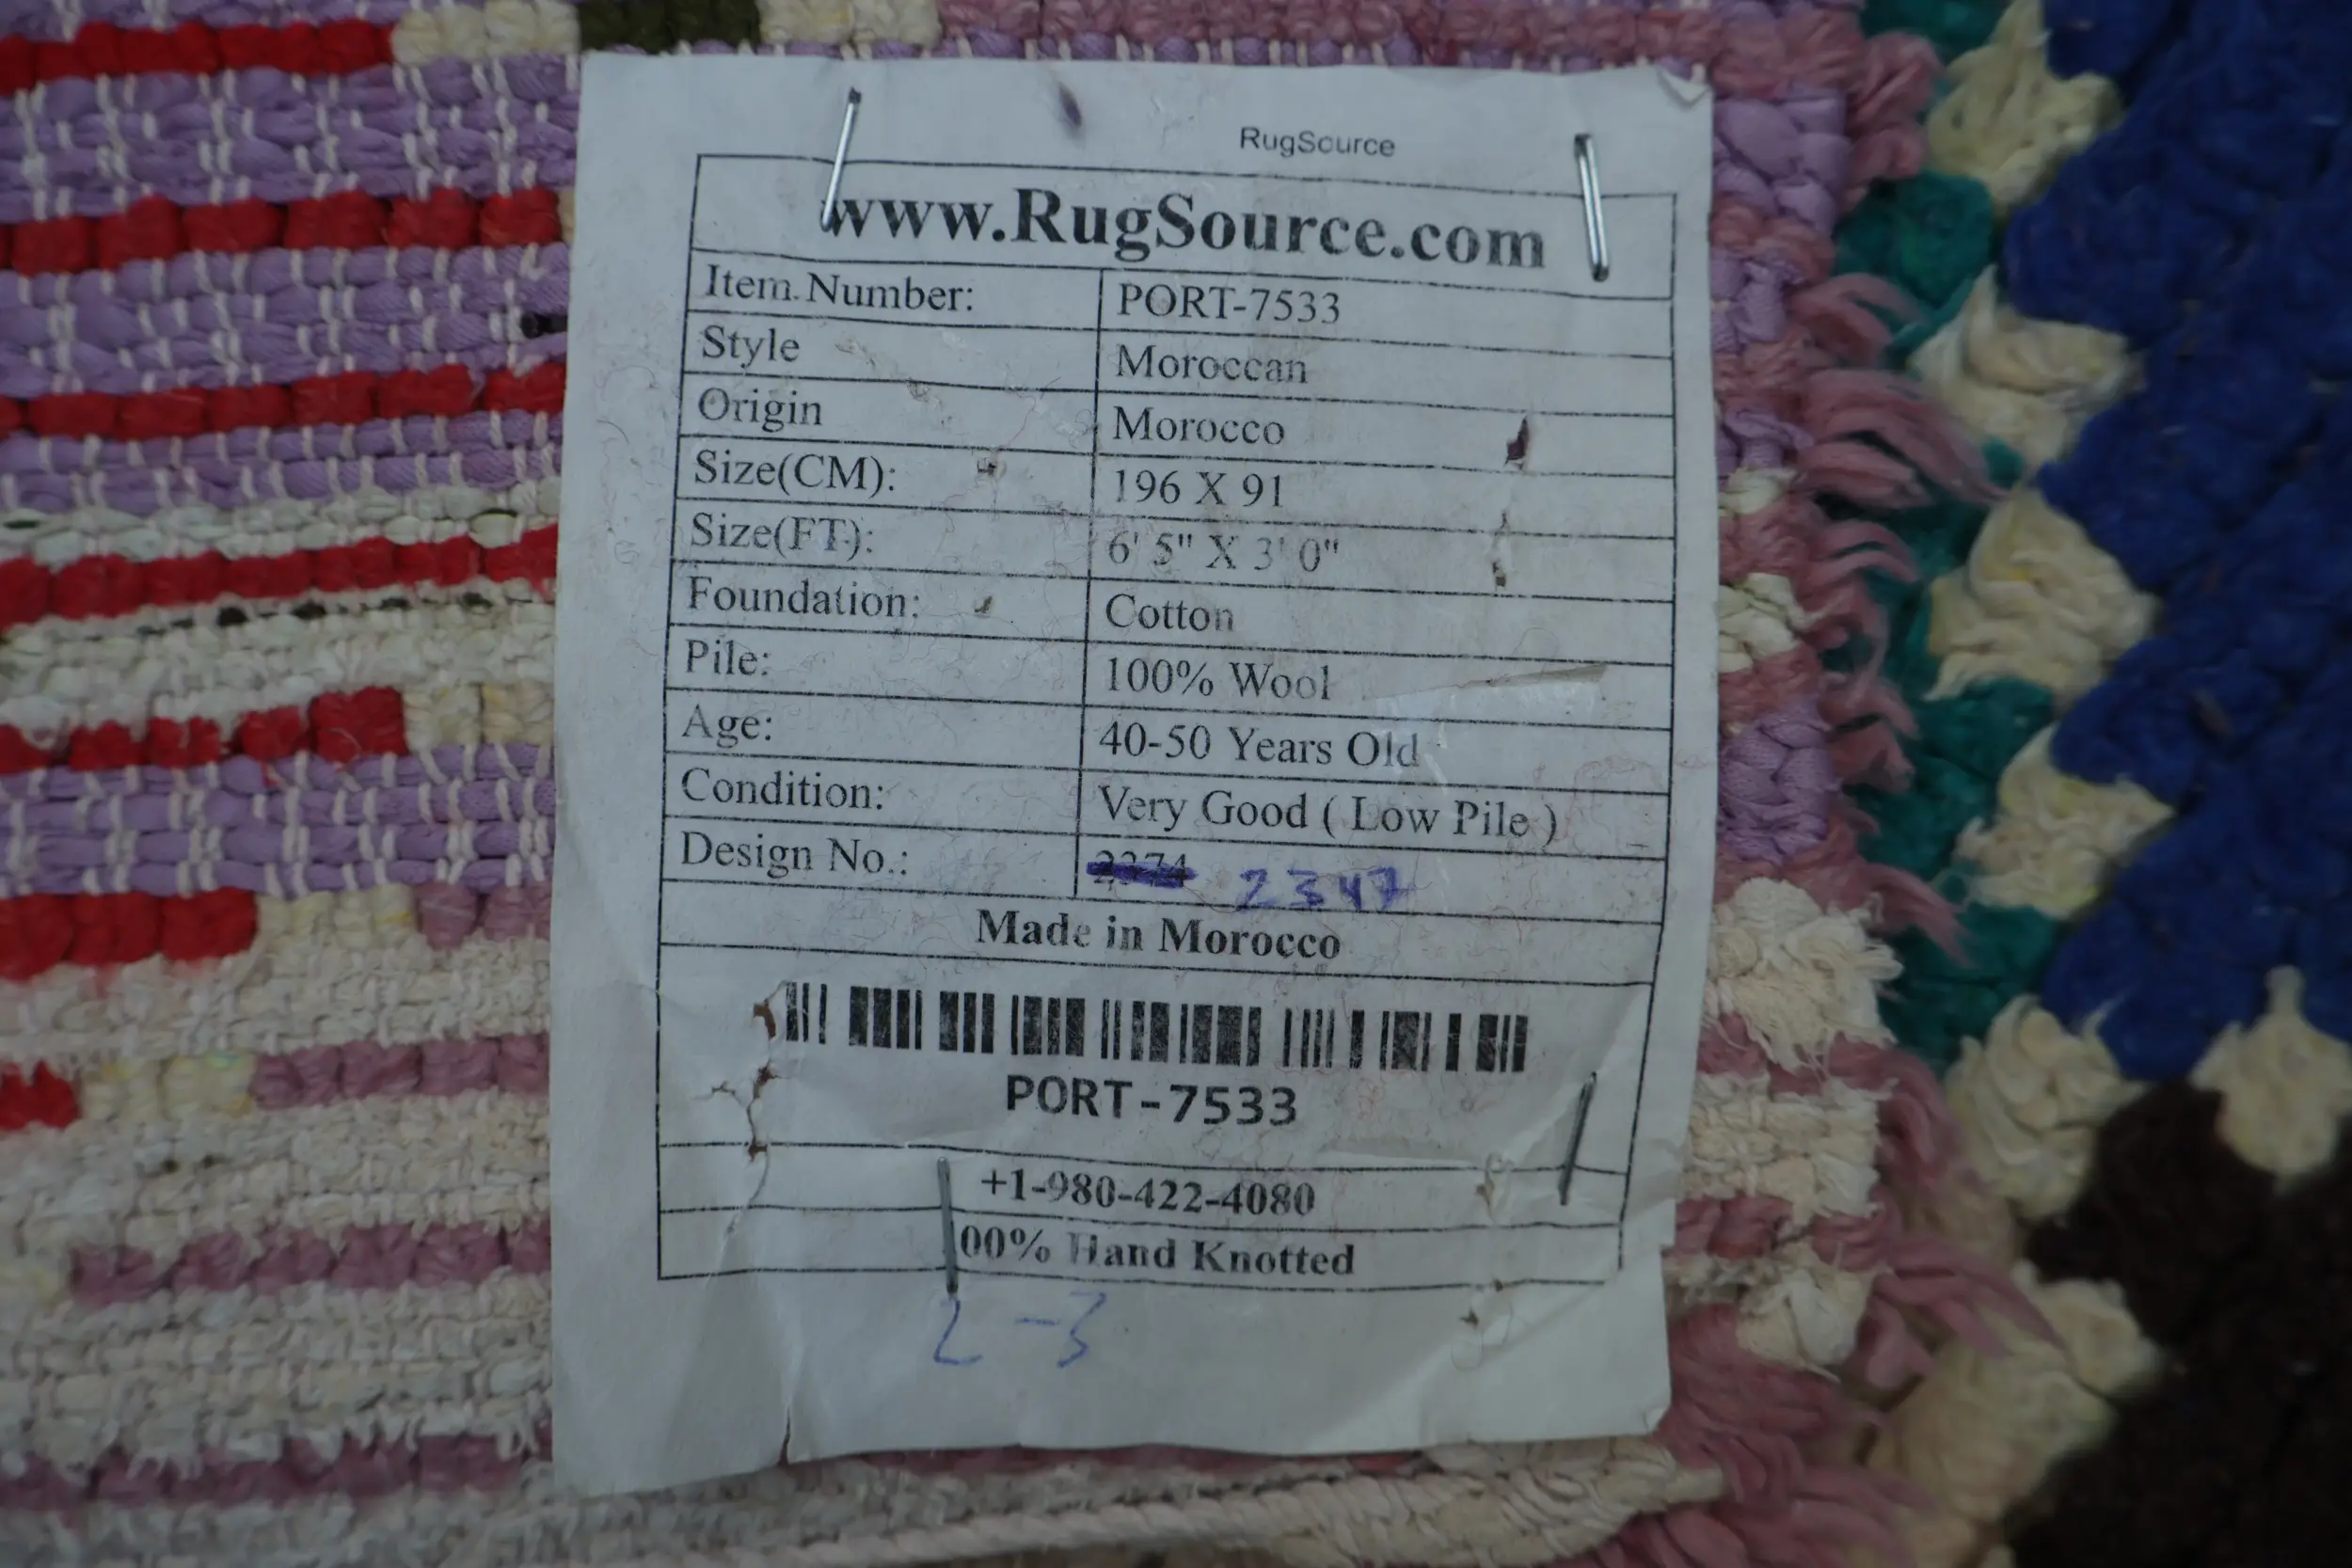 RugSource
www.RugSource.com
Item Number: PORT-7533
Style Moroccan
Origin Morocco
Size(CM): 196 X 91
Size(FT): 6' 5" X 3' 0"
Foundation: Cotton
Pile: 100% Wool
Age: 40-50 Years Old
Condition: Very Good ( Low Pile )
Design No.: 2374 2347
Made in Morocco
PORT-7533
+1-980-422-4080
00% Hand Knotted
2-3